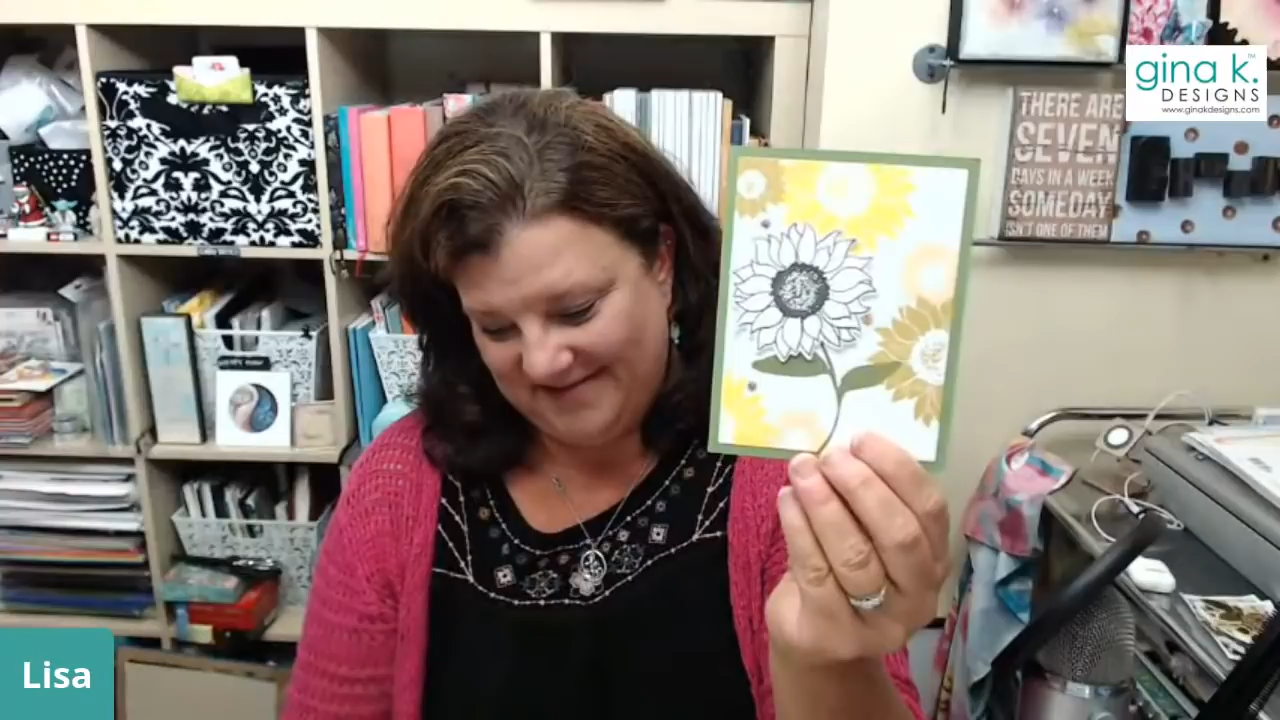 gina k.
DESIGNS
www.ginakdesigns.com
THERE ARE
SEVEN
DAYS IN A WEEK
SOMEDAY
ISN'T ONE OF THEM
Lisa